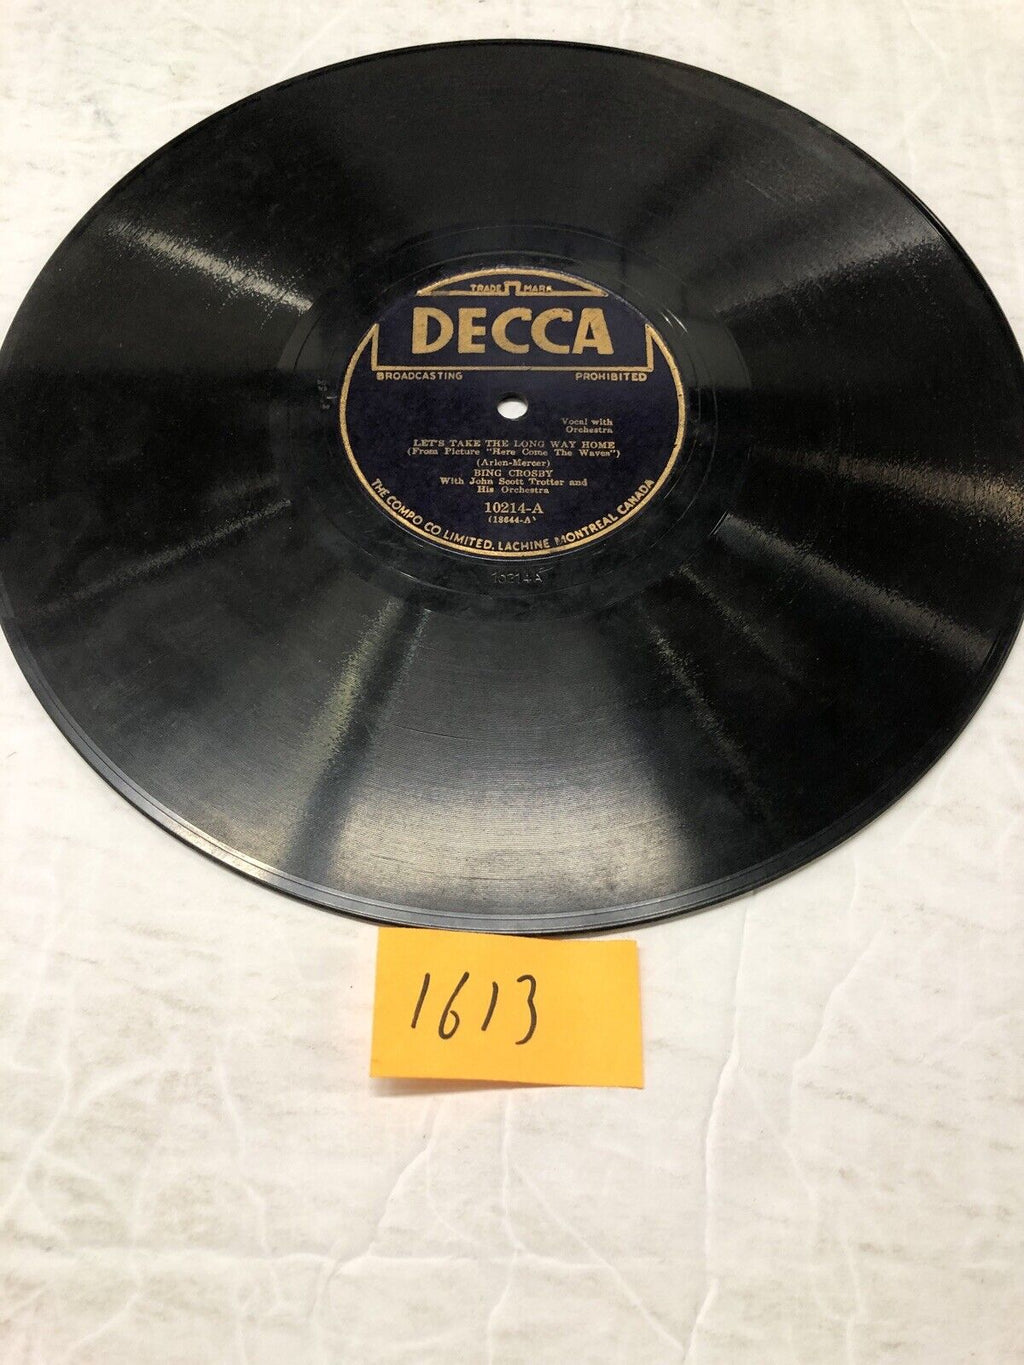 TRADE MARK
DECCA
BROADCASTING PROHIBITED
Vocal with
Orchestra
LET'S TAKE THE LONG WAY HOME
(From Picture "Here Come The Waves")
(Arlen-Mercer)
BING CROSBY
With John Scott Trotter and
His Orchestra
10214-A
(18644-A)
THE COMPO CO LIMITED. LACHINE MONTREAL CANADA
10214A
1613